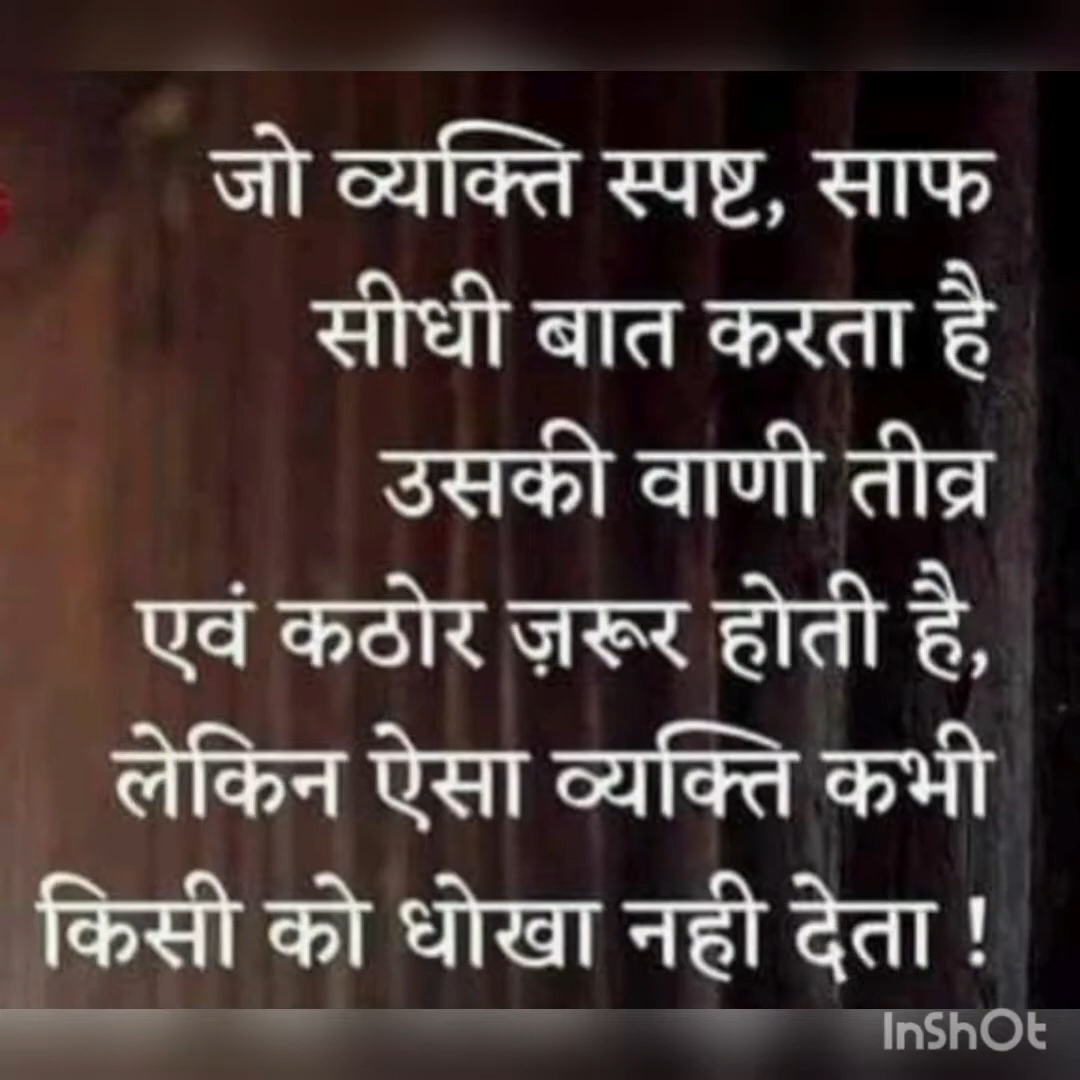 जो व्यक्ति स्पष्ट, साफ
सीधी बात करता है
उसकी वाणी तीव्र
एवं कठोर ज़रूर होती है,
लेकिन ऐसा व्यक्ति कभी
किसी को धोखा नही देता !
InShOt